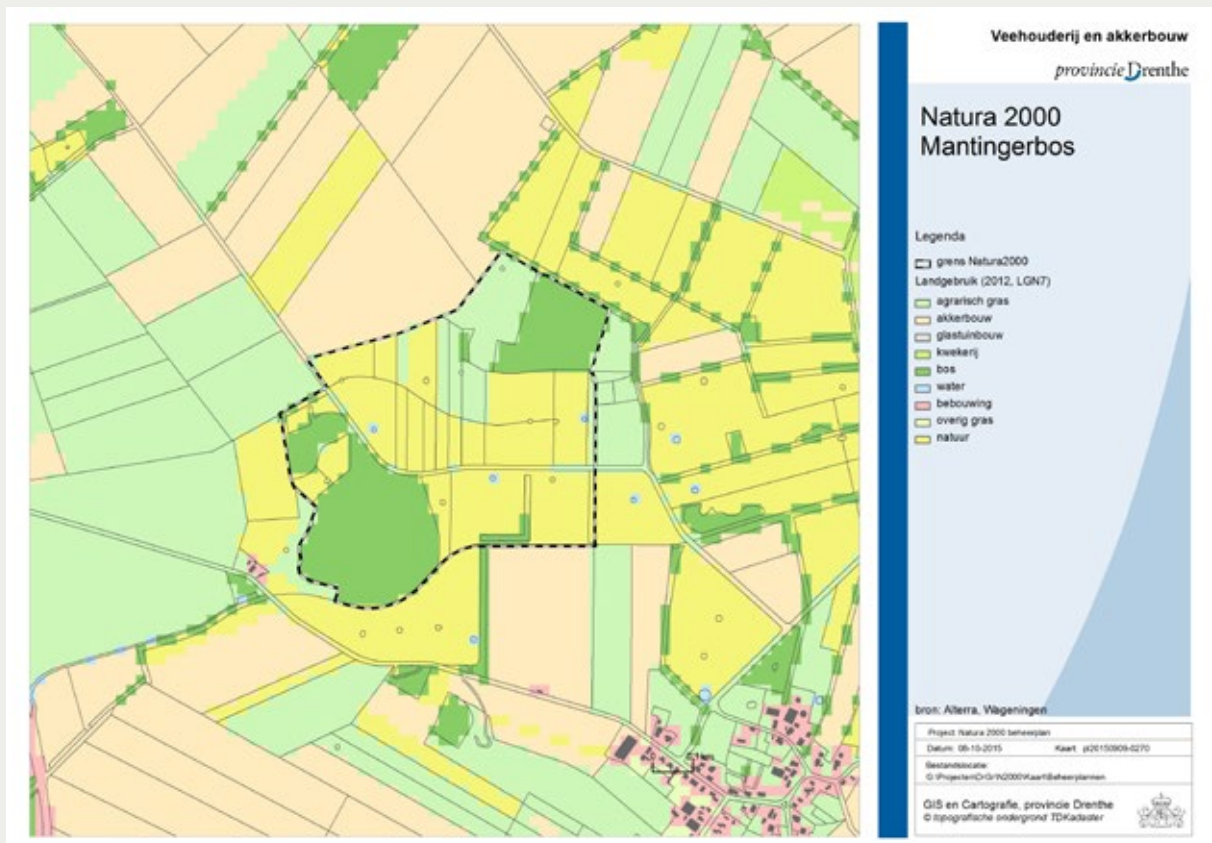 Veehouderij en akkerbouw
provincie Drenthe
Natura 2000
Mantingerbos
Legenda
grens Natura2000
Landgebruik (2012, LGN7)
agrarisch gras
akkerbouw
glastuinbouw
kwekerij
bos
water
bebouwing
overig gras
natuur
bron: Alterra, Wageningen
Project: Natura 2000 beheerplan
Datum: 08-10-2015 Kaart: pl20150909-0270
Bestandslocatie:
GIS en Cartografie, provincie Drenthe
© topografische ondergrond TDKadaster